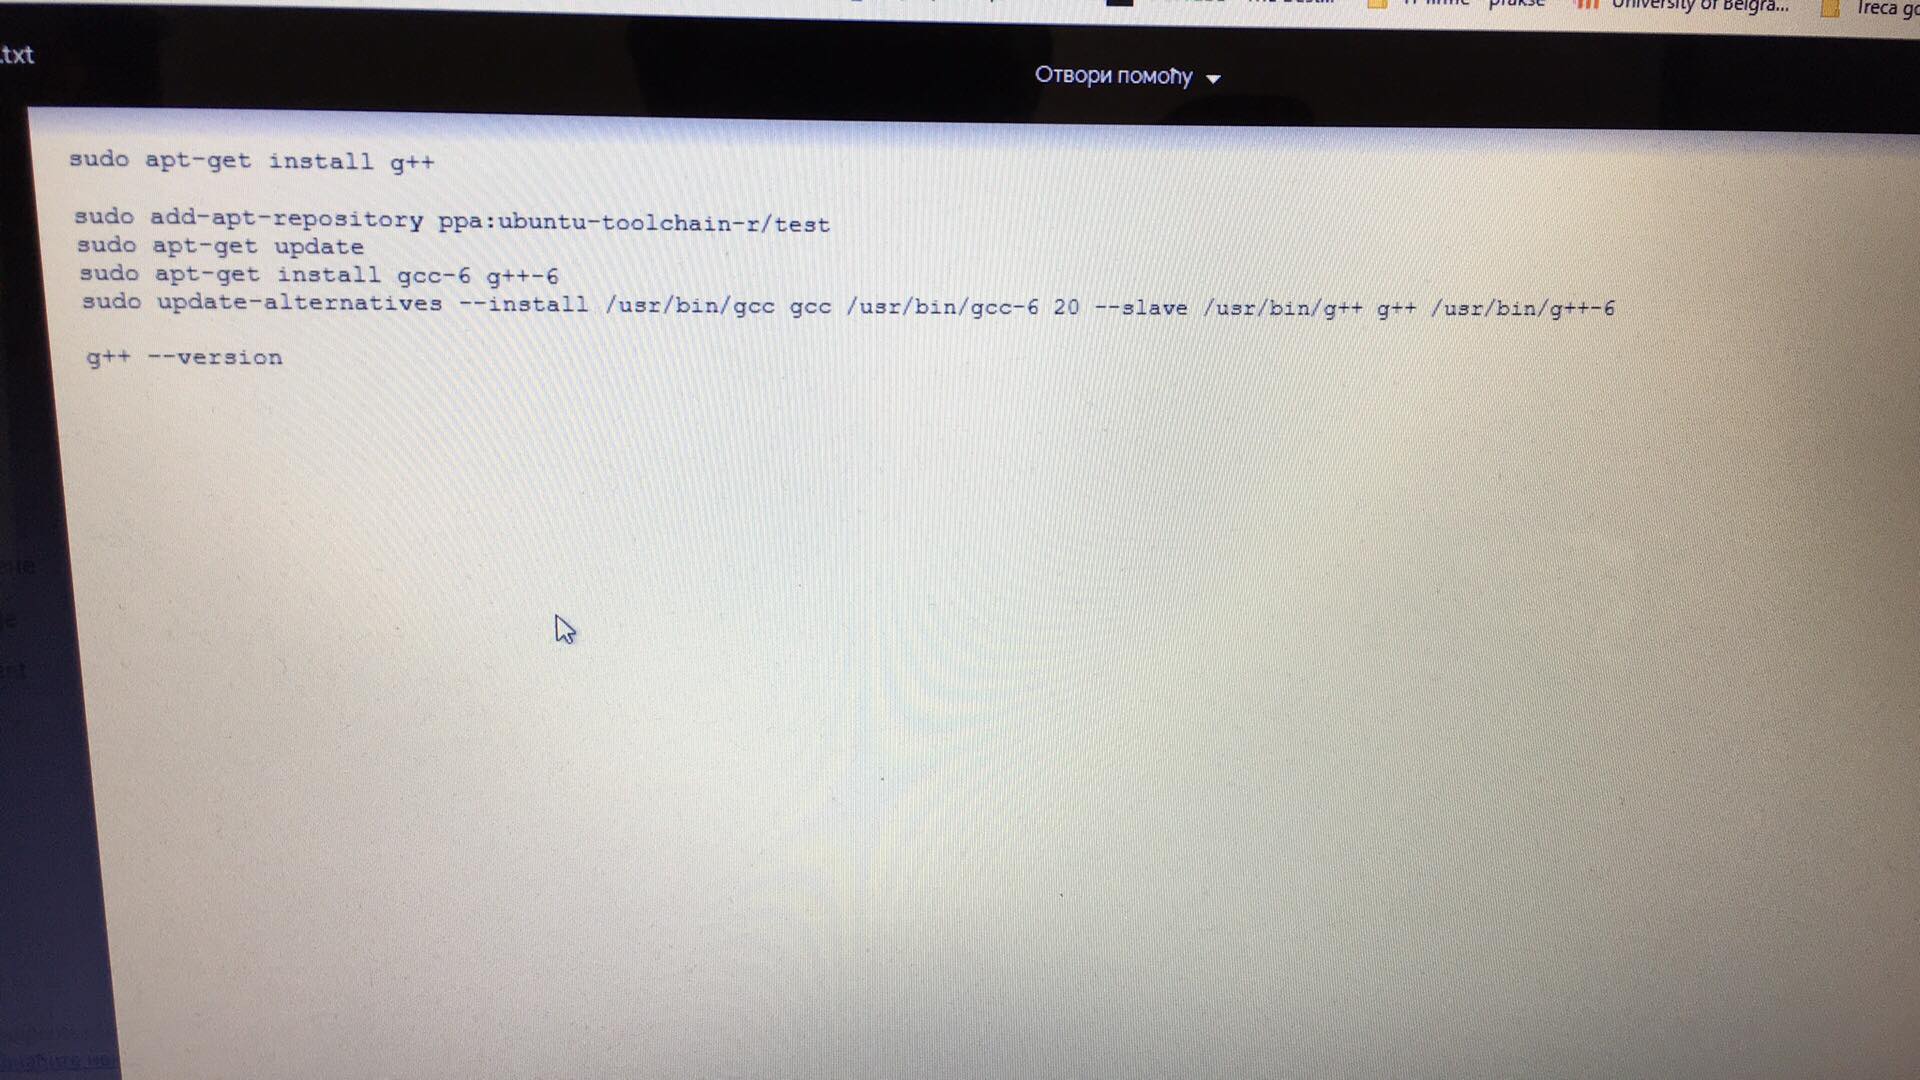 University of Belgra...
Treca go
.txt
Отвори помоћу
sudo apt-get install g++
sudo add-apt-repository ppa:ubuntu-toolchain-r/test
sudo apt-get update
sudo apt-get install gcc-6 g++-6
sudo update-alternatives --install /usr/bin/gcc gcc /usr/bin/gcc-6 20 --slave /usr/bin/g++ g++ /usr/bin/g++-6
g++ --version